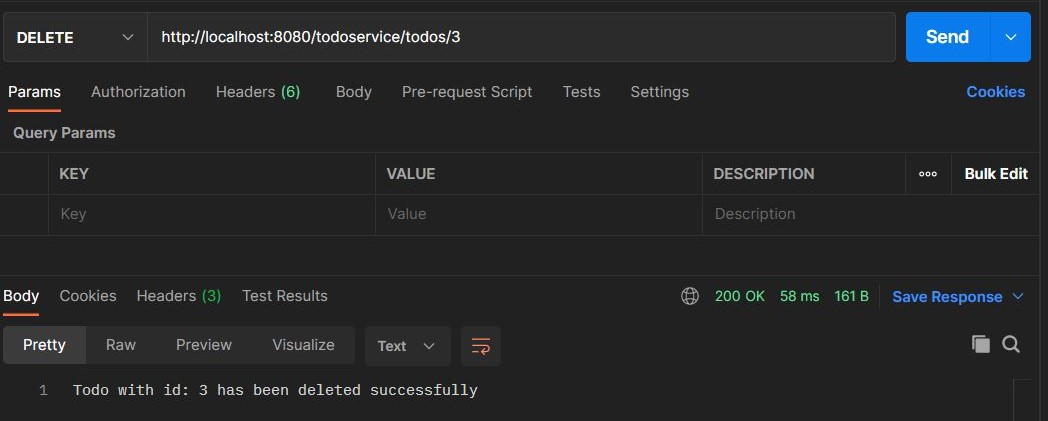 DELETE http://localhost:8080/todoservice/todos/3 Send
Params Authorization Headers (6) Body Pre-request Script Tests Settings Cookies
Query Params
KEY VALUE DESCRIPTION Bulk Edit
Key Value Description
Body Cookies Headers (3) Test Results 200 OK 58 ms 161 B Save Response
Pretty Raw Preview Visualize Text
1 Todo with id: 3 has been deleted successfully